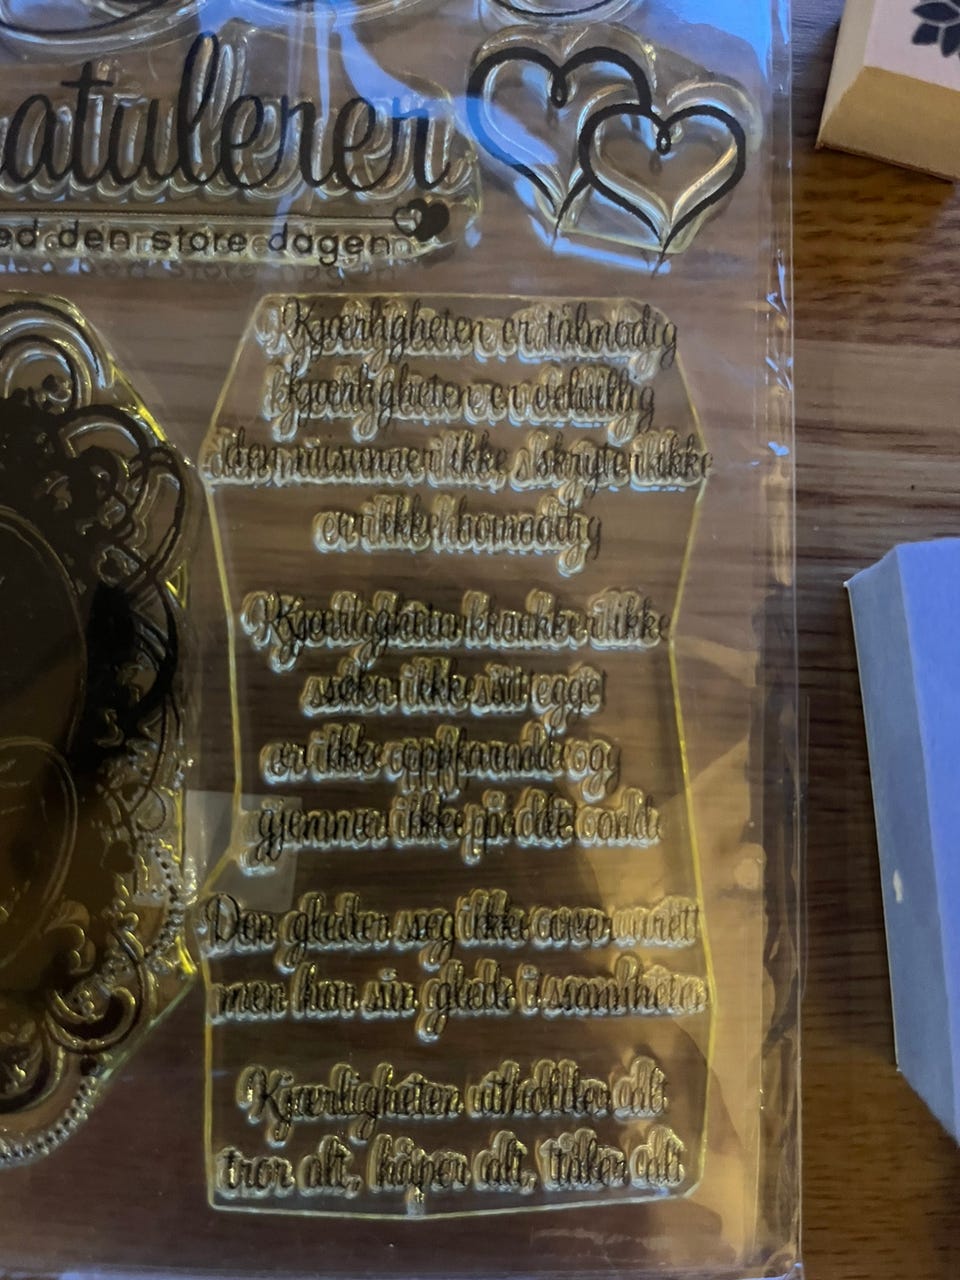 atulerer
ed den store dagen
Kjærligheten er tålmodig
kjærligheten er velvillig
den misunner ikke, skryter ikke
er ikke hovmodig
Kjærligheten krenker ikke
søker ikke sitt eget
er ikke oppfarende og
gjemmer ikke på det onde
Den gleder seg ikke over urett
men har sin glede i sannheten
Kjærligheten utholder alt
tror alt, håper alt, tåler alt